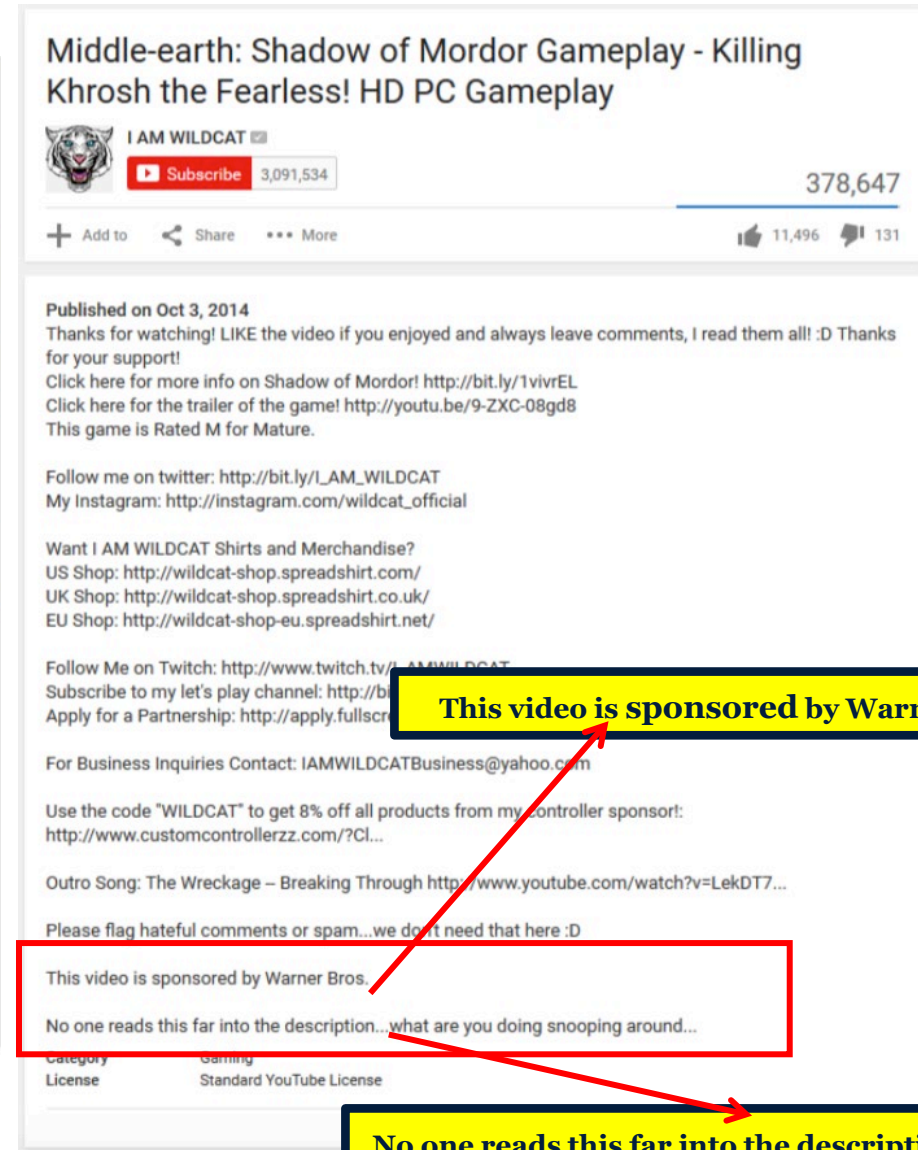 Middle-earth: Shadow of Mordor Gameplay - Killing
Khrosh the Fearless! HD PC Gameplay
I AM WILDCAT
Subscribe 3,091,534
378,647
Add to Share More 11,496 131
Published on Oct 3, 2014
Thanks for watching! LIKE the video if you enjoyed and always leave comments, I read them all! :D Thanks
for your support!
Click here for more info on Shadow of Mordor! http://bit.ly/1vivrEL
Click here for the trailer of the game! http://youtu.be/9-ZXC-08gd8
This game is Rated M for Mature.
Follow me on twitter: http://bit.ly/I_AM_WILDCAT
My Instagram: http://instagram.com/wildcat_official
Want I AM WILDCAT Shirts and Merchandise?
US Shop: http://wildcat-shop.spreadshirt.com/
UK Shop: http://wildcat-shop.spreadshirt.co.uk/
EU Shop: http://wildcat-shop-eu.spreadshirt.net/
Follow Me on Twitch: http://www.twitch.tv/I_AMWILDCAT
Subscribe to my let's play channel: http://bi
Apply for a Partnership: http://apply.fullscr
This video is sponsored by Warn
For Business Inquiries Contact: IAMWILDCATBusiness@yahoo.com
Use the code "WILDCAT" to get 8% off all products from my controller sponsor!:
http://www.customcontrollerzz.com/?Cl...
Outro Song: The Wreckage – Breaking Through http://www.youtube.com/watch?v=LekDT7...
Please flag hateful comments or spam...we don't need that here :D
This video is sponsored by Warner Bros.
No one reads this far into the description...what are you doing snooping around...
Category Gaming
License Standard YouTube License
No one reads this far into the descripti